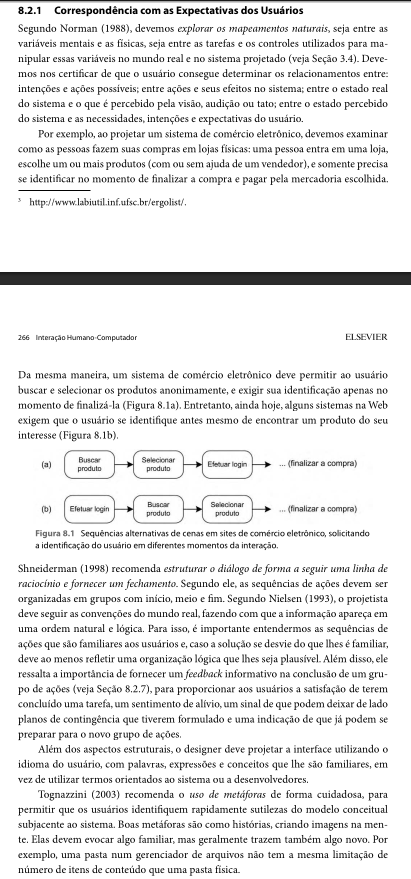 8.2.1 Correspondência com as Expectativas dos Usuários
Segundo Norman (1988), devemos explorar os mapeamentos naturais, seja entre as
variáveis mentais e as físicas, seja entre as tarefas e os controles utilizados para ma-
nipular essas variáveis no mundo real e no sistema projetado (veja Seção 3.4). Deve-
mos nos certificar de que o usuário consegue determinar os relacionamentos entre:
intenções e ações possíveis; entre ações e seus efeitos no sistema; entre o estado real
do sistema e o que é percebido pela visão, audição ou tato; entre o estado percebido
do sistema e as necessidades, intenções e expectativas do usuário.
Por exemplo, ao projetar um sistema de comércio eletrônico, devemos examinar
como as pessoas fazem suas compras em lojas físicas: uma pessoa entra em uma loja,
escolhe um ou mais produtos (com ou sem ajuda de um vendedor), e somente precisa
se identificar no momento de finalizar a compra e pagar pela mercadoria escolhida.
3 http://www.labiutil.inf.ufsc.br/ergolist/.
266 Interação Humano-Computador ELSEVIER
Da mesma maneira, um sistema de comércio eletrônico deve permitir ao usuário
buscar e selecionar os produtos anonimamente, e exigir sua identificação apenas no
momento de finalizá-la (Figura 8.1a). Entretanto, ainda hoje, alguns sistemas na Web
exigem que o usuário se identifique antes mesmo de encontrar um produto do seu
interesse (Figura 8.1b).
(a) Buscar produto Selecionar produto Efetuar login ... (finalizar a compra)
(b) Efetuar login Buscar produto Selecionar produto ... (finalizar a compra)
Figura 8.1 Sequências alternativas de cenas em sites de comércio eletrônico, solicitando
a identificação do usuário em diferentes momentos da interação.
Shneiderman (1998) recomenda estruturar o diálogo de forma a seguir uma linha de
raciocínio e fornecer um fechamento. Segundo ele, as sequências de ações devem ser
organizadas em grupos com início, meio e fim. Segundo Nielsen (1993), o projetista
deve seguir as convenções do mundo real, fazendo com que a informação apareça em
uma ordem natural e lógica. Para isso, é importante entendermos as sequências de
ações que são familiares aos usuários e, caso a solução se desvie do que lhes é familiar,
deve ao menos refletir uma organização lógica que lhes seja plausível. Além disso, ele
ressalta a importância de fornecer um feedback informativo na conclusão de um gru-
po de ações (veja Seção 8.2.7), para proporcionar aos usuários a satisfação de terem
concluído uma tarefa, um sentimento de alívio, um sinal de que podem deixar de lado
planos de contingência que tiverem formulado e uma indicação de que já podem se
preparar para o novo grupo de ações.
Além dos aspectos estruturais, o designer deve projetar a interface utilizando o
idioma do usuário, com palavras, expressões e conceitos que lhe são familiares, em
vez de utilizar termos orientados ao sistema ou a desenvolvedores.
Tognazzini (2003) recomenda o uso de metáforas de forma cuidadosa, para
permitir que os usuários identifiquem rapidamente sutilezas do modelo conceitual
subjacente ao sistema. Boas metáforas são como histórias, criando imagens na men-
te. Elas devem evocar algo familiar, mas geralmente trazem também algo novo. Por
exemplo, uma pasta num gerenciador de arquivos não tem a mesma limitação de
número de itens de conteúdo que uma pasta física.